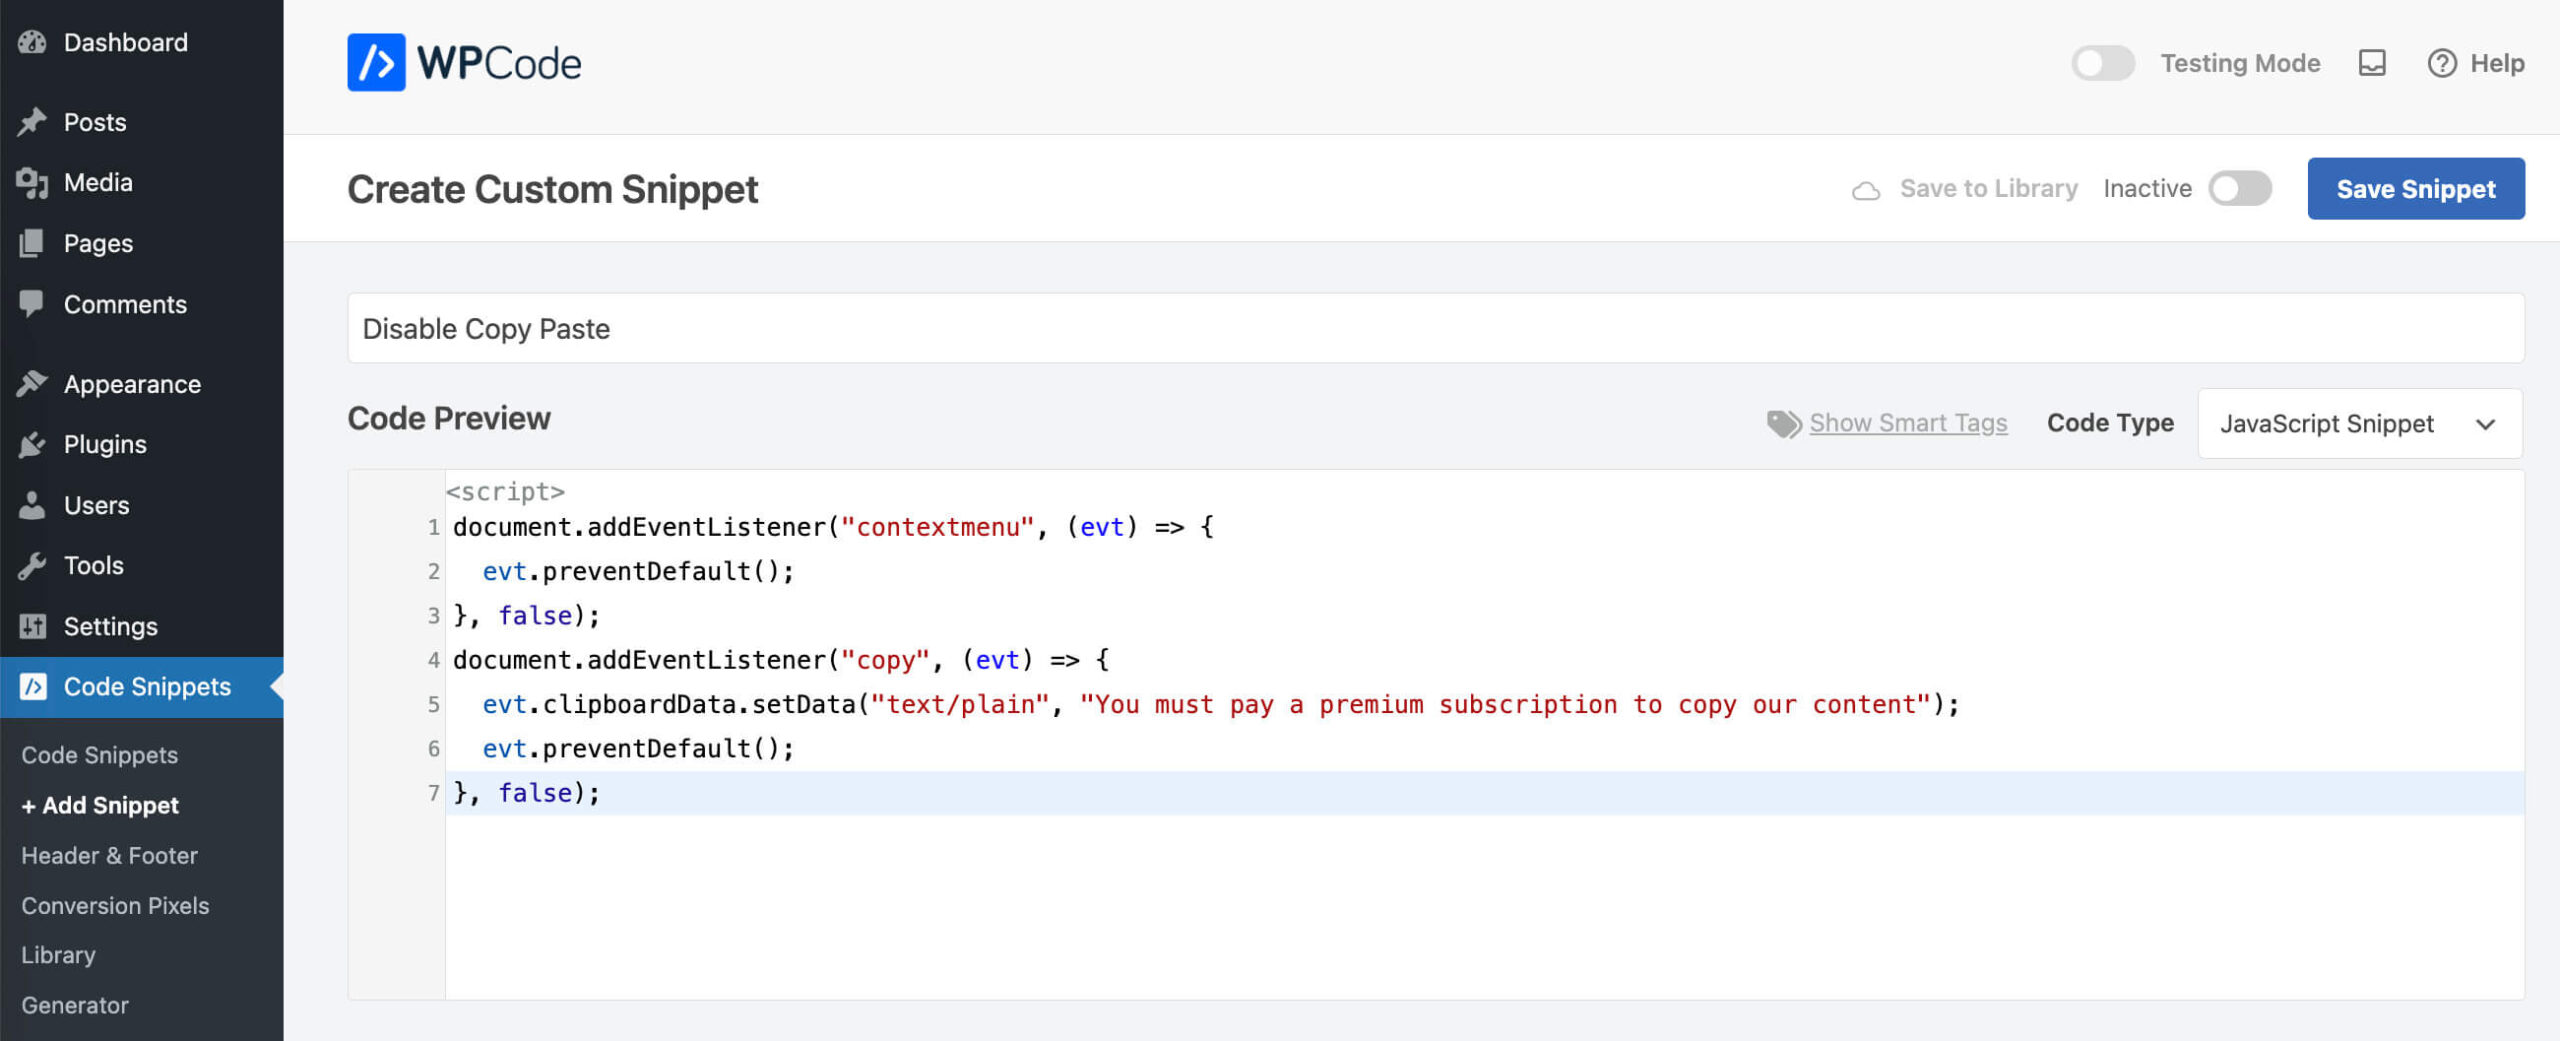 Dashboard
Posts
Media
Pages
Comments
Appearance
Plugins
Users
Tools
Settings
Code Snippets
Code Snippets
+ Add Snippet
Header & Footer
Conversion Pixels
Library
Generator
WPCode
Testing Mode
Help
Create Custom Snippet
Save to Library
Inactive
Save Snippet
Disable Copy Paste
Code Preview
Show Smart Tags
Code Type
JavaScript Snippet
<script>
1 document.addEventListener("contextmenu", (evt) => {
2   evt.preventDefault();
3 }, false);
4 document.addEventListener("copy", (evt) => {
5   evt.clipboardData.setData("text/plain", "You must pay a premium subscription to copy our content");
6   evt.preventDefault();
7 }, false);